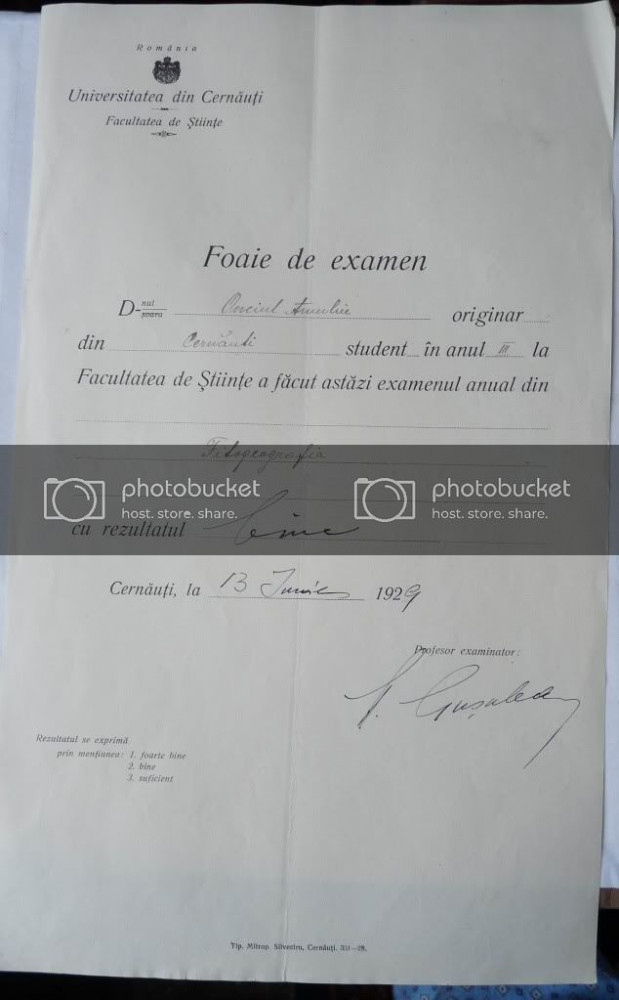 România
Universitatea din Cernăuți
Facultatea de Științe
Foaie de examen
D-nul
șoara
originar
din Cernăuți student în anul III la
Facultatea de Științe a făcut astăzi examenul anual din
Fitogeografia
photobucket photobucket
host. store. share. host. store. share.
cu rezultatul bine
Cernăuți, la 13 Iunie 1929
Profesor examinator:
Gușuleac
Rezultatul se exprimă
prin mențiunea: 1. foarte bine
2. bine
3. suficient
Tip. Mitrop. Silvestru, Cernăuți.